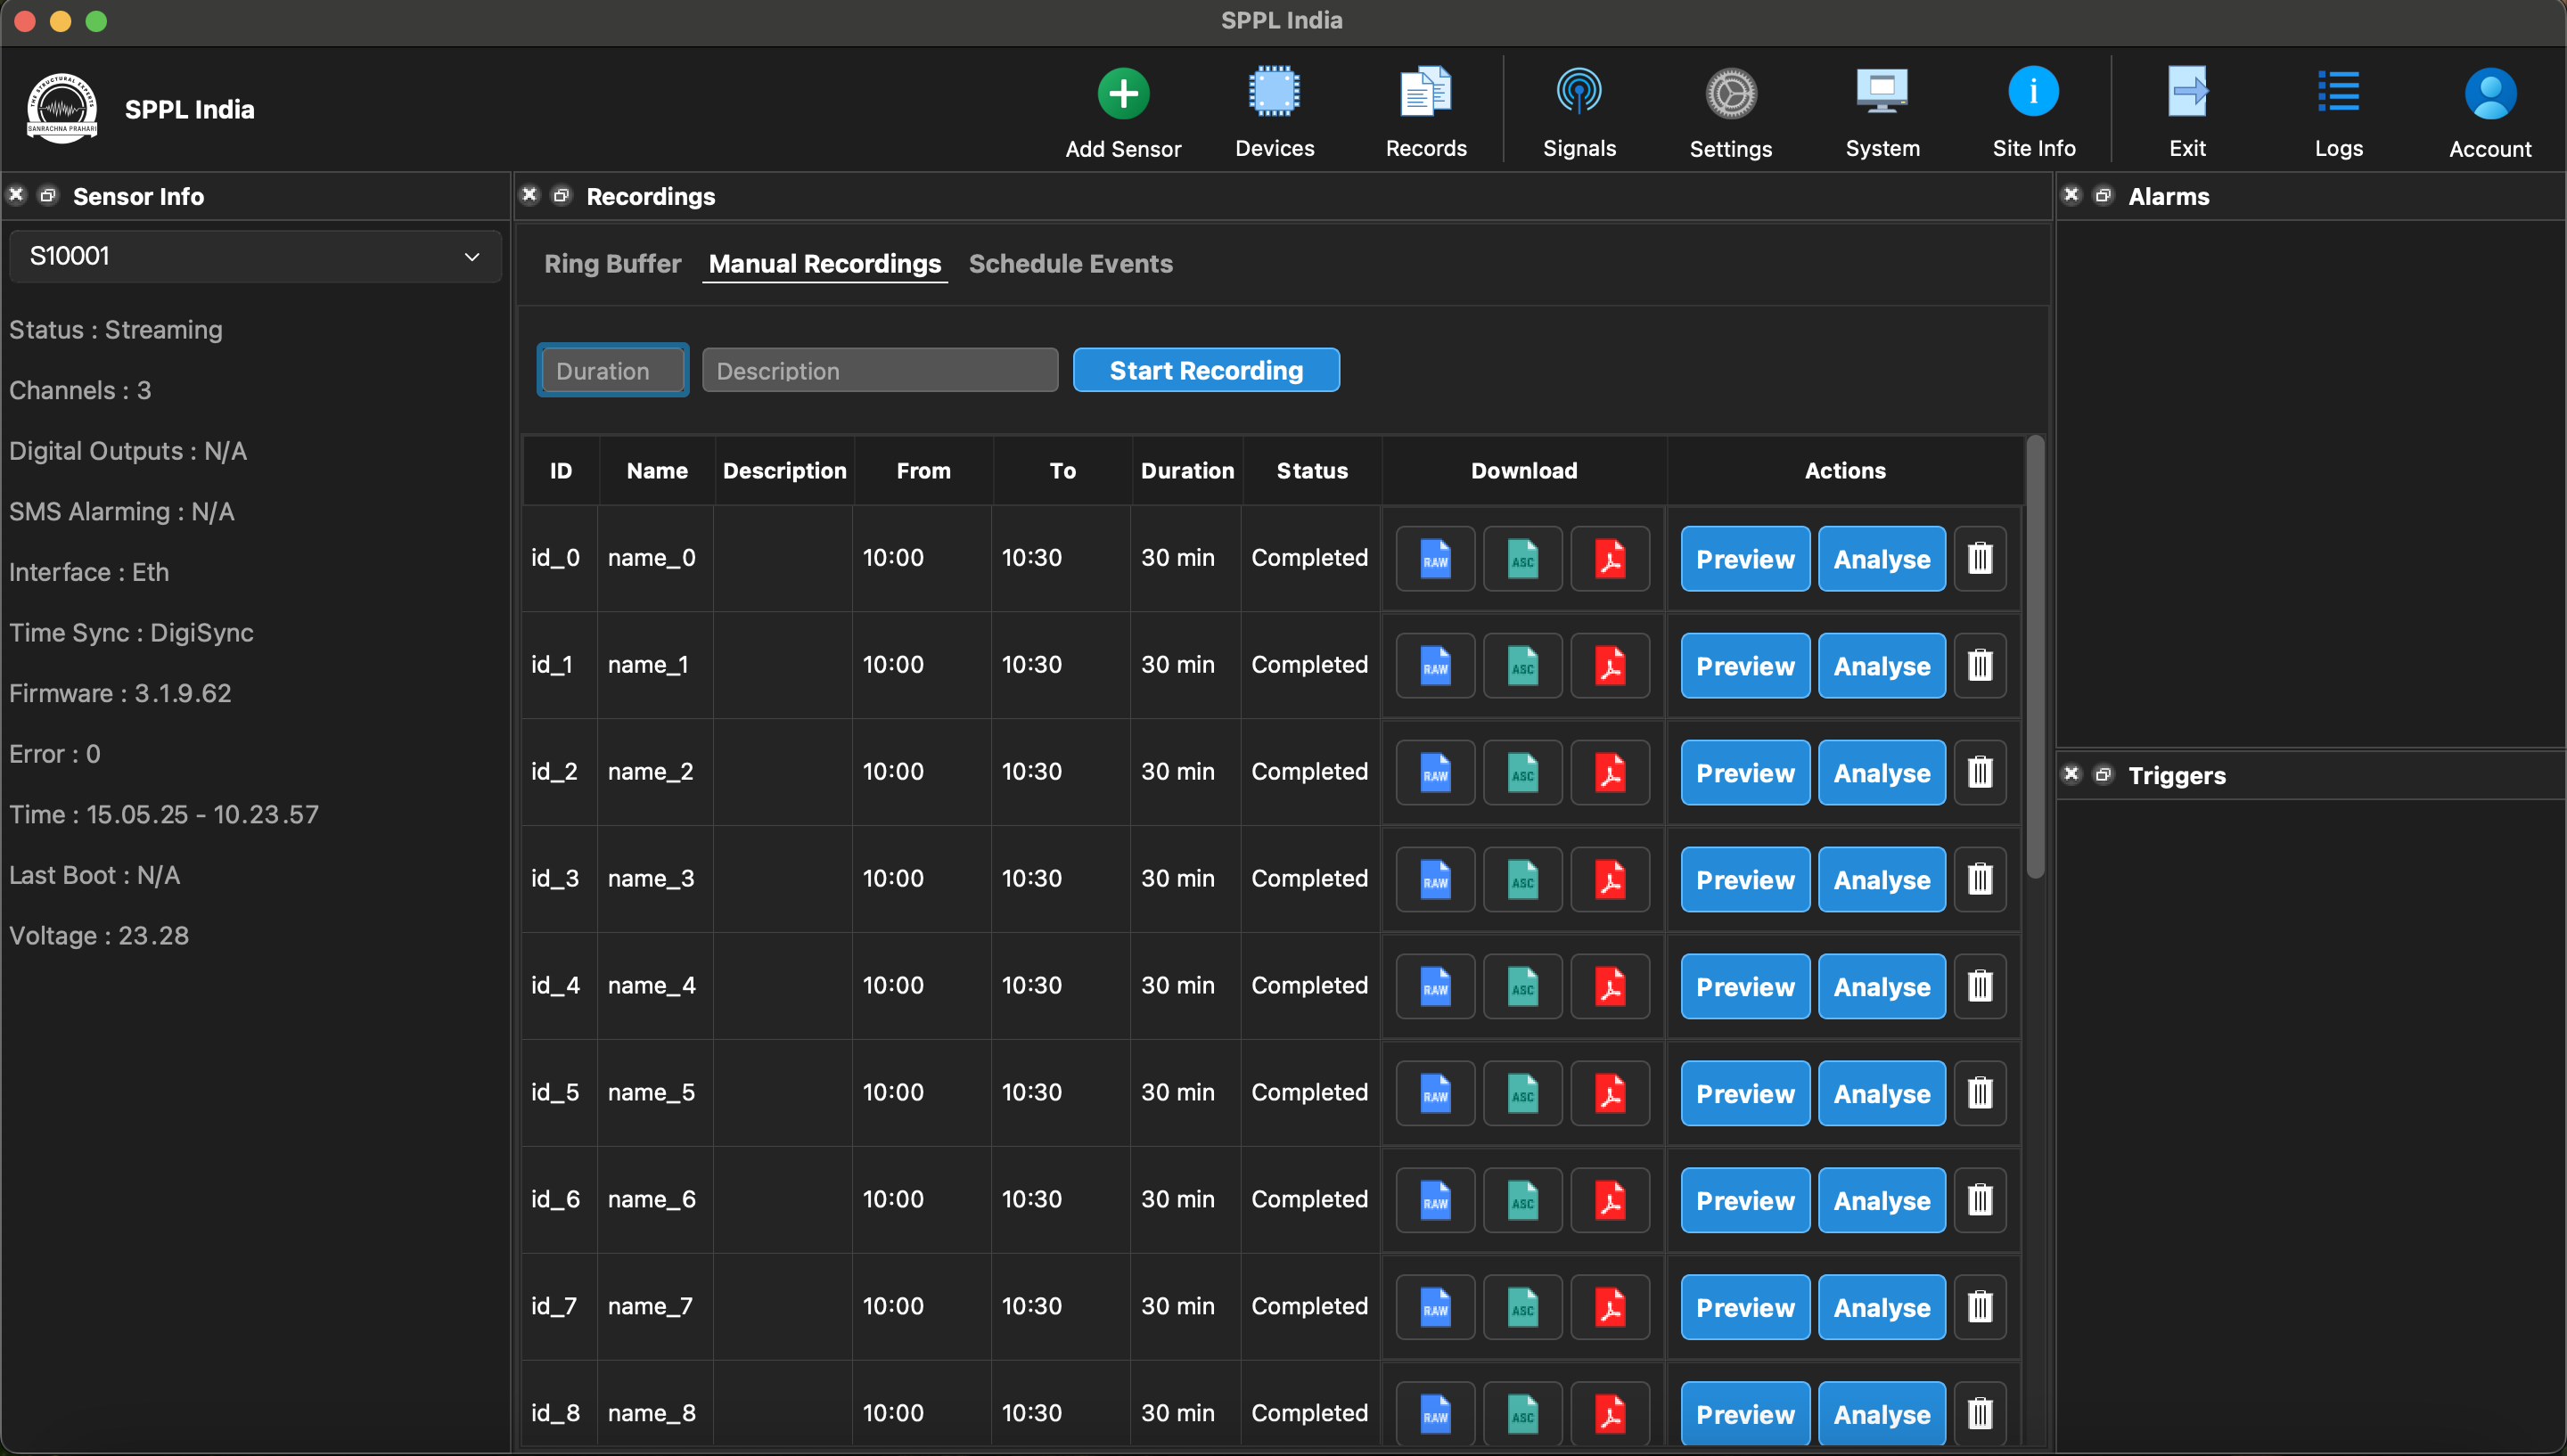 SPPL India
THE STRUCTURAL EXPERTS
SANRACHNA PRAHARI
SPPL India
Add Sensor
Devices
Records
Signals
Settings
System
Site Info
Exit
Logs
Account
Sensor Info
S10001
Status : Streaming
Channels : 3
Digital Outputs : N/A
SMS Alarming : N/A
Interface : Eth
Time Sync : DigiSync
Firmware : 3.1.9.62
Error : 0
Time : 15.05.25 - 10.23.57
Last Boot : N/A
Voltage : 23.28
Recordings
Ring Buffer Manual Recordings Schedule Events
Duration Description Start Recording
ID Name Description From To Duration Status Download Actions
id_0 name_0 10:00 10:30 30 min Completed RAW ASC Preview Analyse
id_1 name_1 10:00 10:30 30 min Completed RAW ASC Preview Analyse
id_2 name_2 10:00 10:30 30 min Completed RAW ASC Preview Analyse
id_3 name_3 10:00 10:30 30 min Completed RAW ASC Preview Analyse
id_4 name_4 10:00 10:30 30 min Completed RAW ASC Preview Analyse
id_5 name_5 10:00 10:30 30 min Completed RAW ASC Preview Analyse
id_6 name_6 10:00 10:30 30 min Completed RAW ASC Preview Analyse
id_7 name_7 10:00 10:30 30 min Completed RAW ASC Preview Analyse
id_8 name_8 10:00 10:30 30 min Completed RAW ASC Preview Analyse
Alarms
Triggers